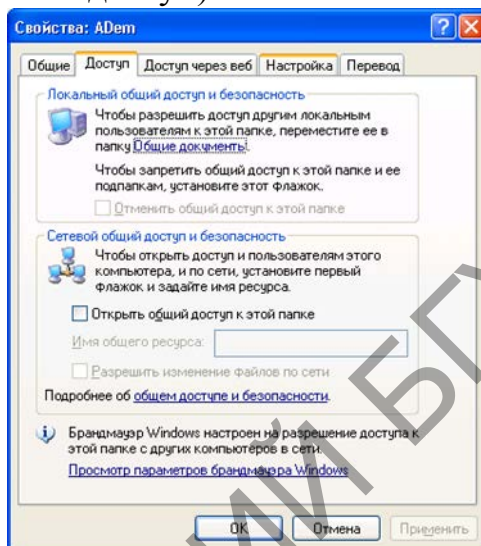 Свойства: ADem
Общие Доступ Доступ через веб Настройка Перевод
Локальный общий доступ и безопасность
Чтобы разрешить доступ другим локальным
пользователям к этой папке, переместите ее в
папку Общие документы.
Чтобы запретить общий доступ к этой папке и ее
подпапкам, установите этот флажок.
Отменить общий доступ к этой папке
Сетевой общий доступ и безопасность
Чтобы открыть доступ и пользователям этого
компьютера, и по сети, установите первый
флажок и задайте имя ресурса.
Открыть общий доступ к этой папке
Имя общего ресурса:
Разрешить изменение файлов по сети
Подробнее об общем доступе и безопасности.
Брандмауэр Windows настроен на разрешение доступа к
этой папке с других компьютеров в сети.
Просмотр параметров брандмауэра Windows
OK Отмена Применить